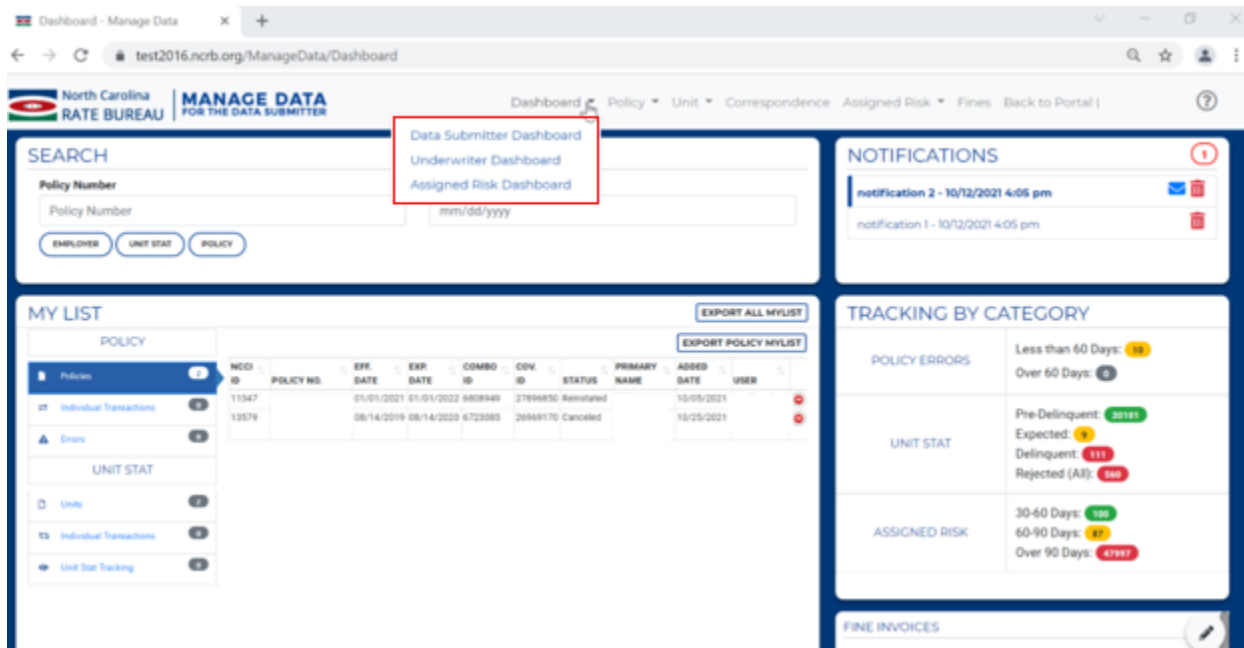 Dashboard - Manage Data
test2016.ncrb.org/ManageData/Dashboard
North Carolina
RATE BUREAU
MANAGE DATA
FOR THE DATA SUBMITTER
Dashboard Policy Unit Correspondence Assigned Risk Fines Back to Portal |
Data Submitter Dashboard
Underwriter Dashboard
Assigned Risk Dashboard
SEARCH
Policy Number
Policy Number
mm/dd/yyyy
EMPLOYER UNIT STAT POLICY
NOTIFICATIONS 1
notification 2 - 10/12/2021 4:05 pm
notification 1 - 10/12/2021 4:05 pm
MY LIST
EXPORT ALL MYLIST
EXPORT POLICY MYLIST
POLICY
Policies 2
Individual Transactions 0
Errors 0
UNIT STAT
Units 2
Individual Transactions 0
Unit Stat Tracking 0
NCCI ID POLICY NO. EFF. DATE EXP. DATE COMBO ID COV. ID STATUS PRIMARY NAME ADDED DATE USER
11347 01/01/2021 01/01/2022 6808949 27896850 Reinstated 10/05/2021
13579 08/14/2019 08/14/2020 6723085 26969170 Canceled 10/25/2021
TRACKING BY CATEGORY
POLICY ERRORS
Less than 60 Days: 10
Over 60 Days: 0
UNIT STAT
Pre-Delinquent: 20101
Expected: 9
Delinquent: 111
Rejected (All): 560
ASSIGNED RISK
30-60 Days: 100
60-90 Days: 87
Over 90 Days: 47997
FINE INVOICES